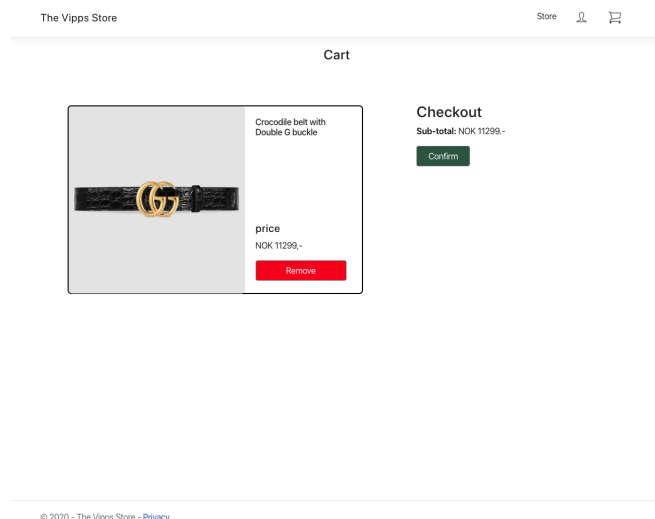 The Vipps Store
Store
Cart
Crocodile belt with
Double G buckle
price
NOK 11299,-
Remove
Checkout
Sub-total: NOK 11299.-
Confirm
© 2020 - The Vipps Store - Privacy